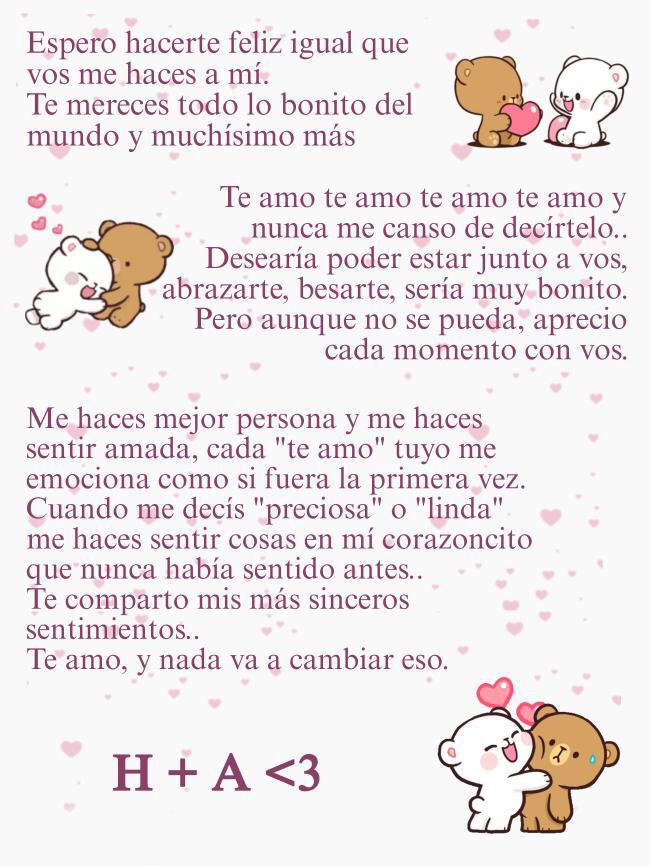 Espero hacerte feliz igual que
vos me haces a mí.
Te mereces todo lo bonito del
mundo y muchísimo más
Te amo te amo te amo te amo y
nunca me canso de decírtelo..
Desearía poder estar junto a vos,
abrazarte, besarte, sería muy bonito.
Pero aunque no se pueda, aprecio
cada momento con vos.
Me haces mejor persona y me haces
sentir amada, cada "te amo" tuyo me
emociona como si fuera la primera vez.
Cuando me decís "preciosa" o "linda"
me haces sentir cosas en mí corazoncito
que nunca había sentido antes..
Te comparto mis más sinceros
sentimientos..
Te amo, y nada va a cambiar eso.
H + A <3